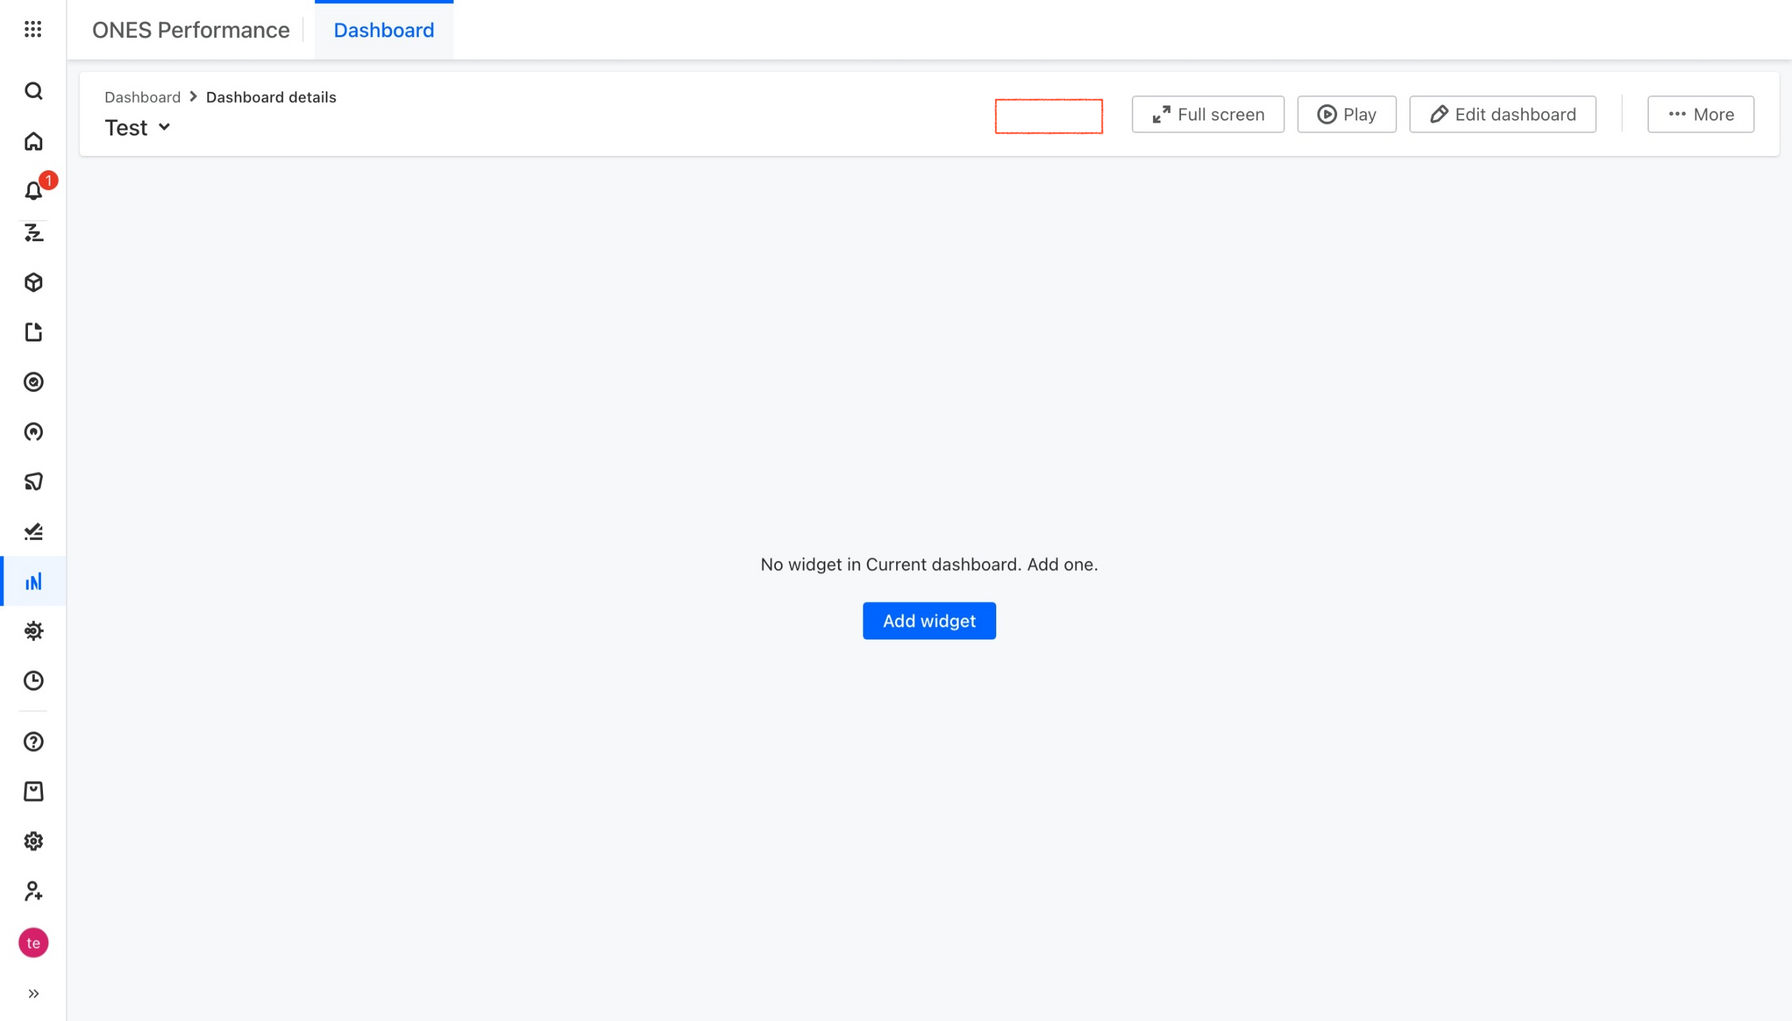 ONES Performance
Dashboard
Dashboard > Dashboard details
Test
Full screen
Play
Edit dashboard
··· More
1
No widget in Current dashboard. Add one.
Add widget
te